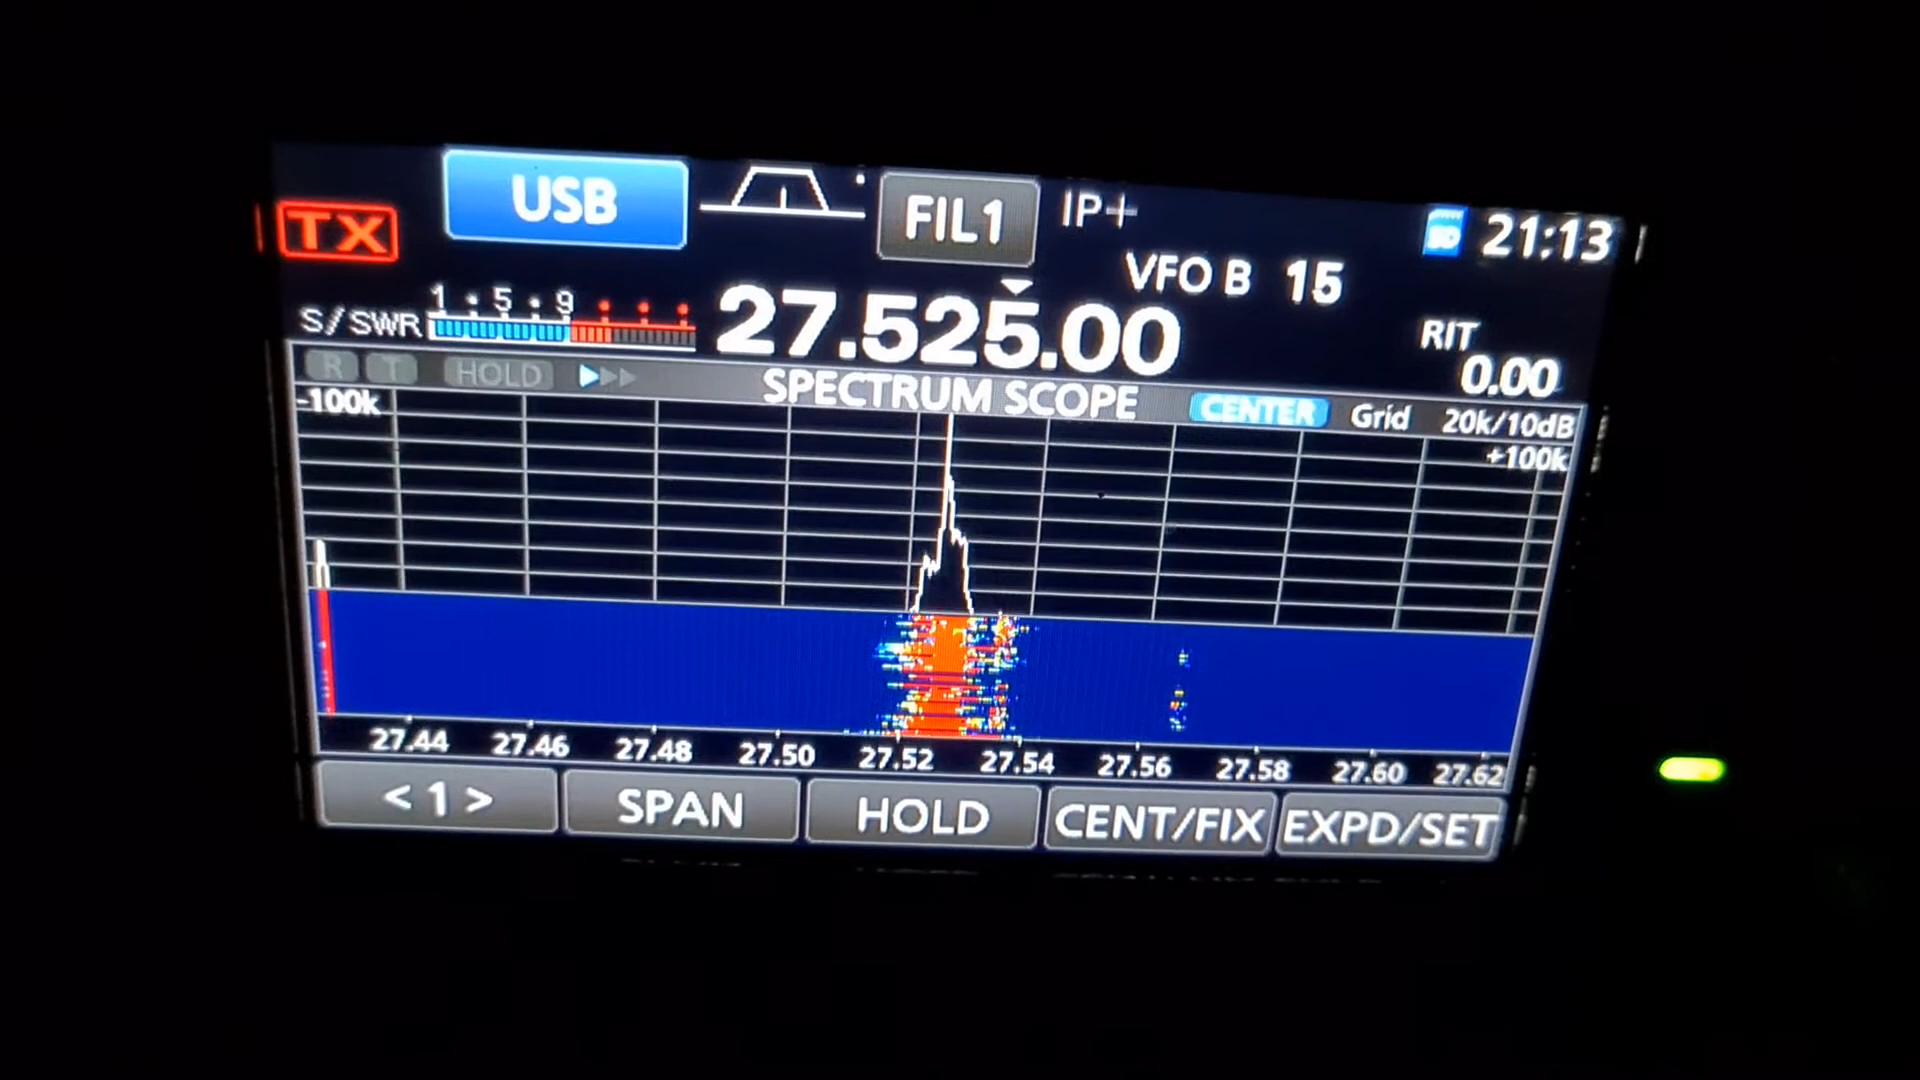 USB FIL1 IP+ SD 21:13
TX
VFO B 15
S/SWR 1 • 5 • 9 • • • 27.525.00 RIT
0.00
R T HOLD SPECTRUM SCOPE CENTER Grid 20k/10dB
-100k +100k
27.44 27.46 27.48 27.50 27.52 27.54 27.56 27.58 27.60 27.62
< 1 > SPAN HOLD CENT/FIX EXPD/SET